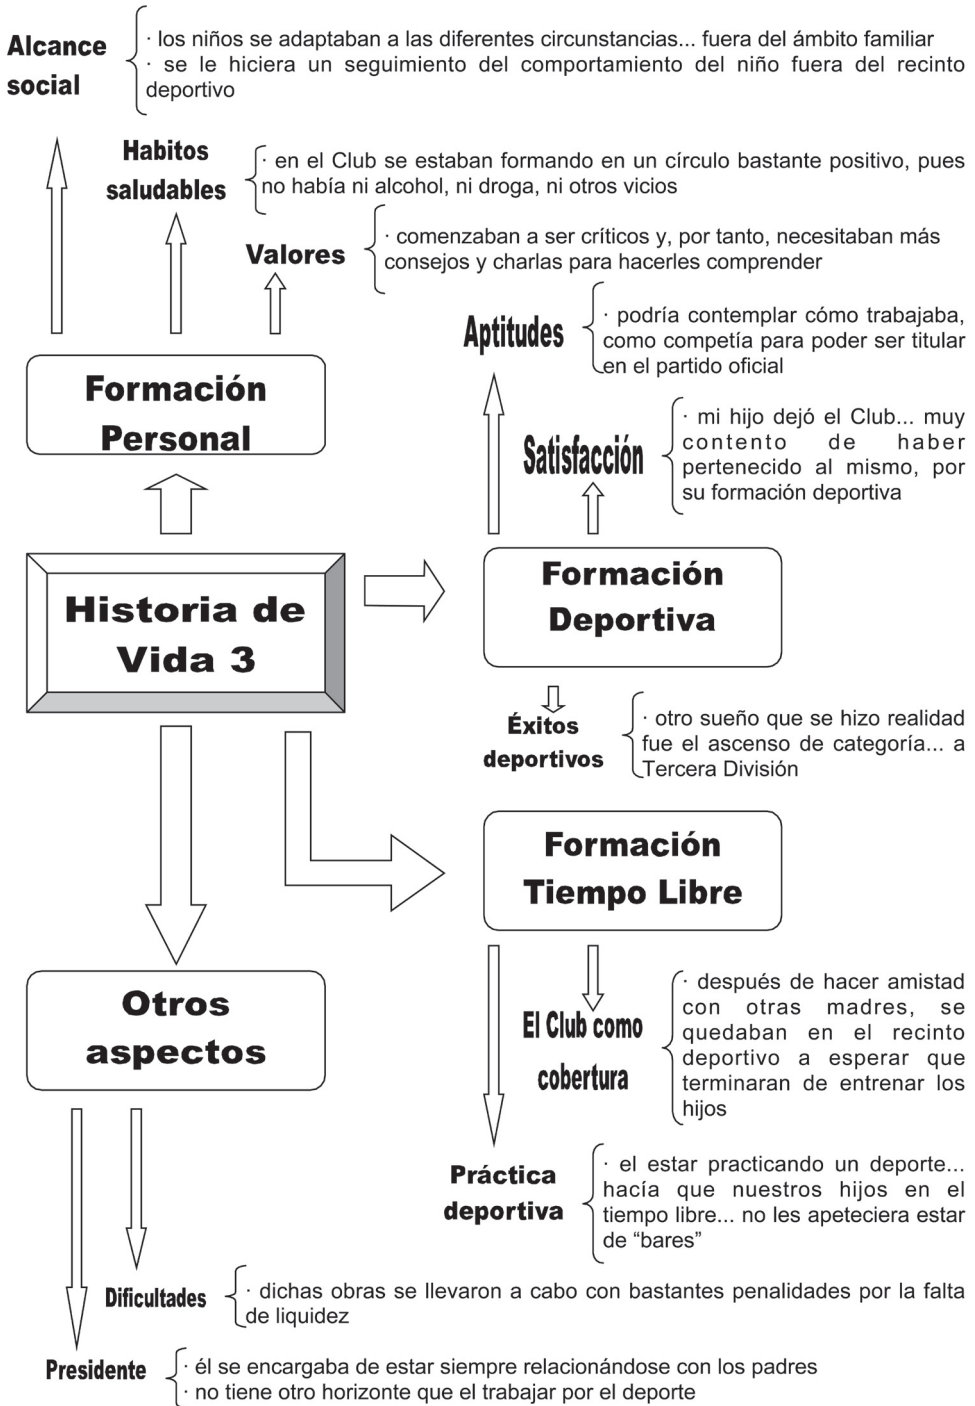 Alcance
social
· los niños se adaptaban a las diferentes circunstancias... fuera del ámbito familiar
· se le hiciera un seguimiento del comportamiento del niño fuera del recinto
deportivo
Habitos
saludables
· en el Club se estaban formando en un círculo bastante positivo, pues
no había ni alcohol, ni droga, ni otros vicios
Valores
· comenzaban a ser críticos y, por tanto, necesitaban más
consejos y charlas para hacerles comprender
Aptitudes
· podría contemplar cómo trabajaba,
como competía para poder ser titular
en el partido oficial
Formación
Personal
Satisfacción
· mi hijo dejó el Club... muy
contento de haber
pertenecido al mismo, por
su formación deportiva
Historia de
Vida 3
Formación
Deportiva
Éxitos
deportivos
· otro sueño que se hizo realidad
fue el ascenso de categoría... a
Tercera División
Formación
Tiempo Libre
Otros
aspectos
El Club como
cobertura
· después de hacer amistad
con otras madres, se
quedaban en el recinto
deportivo a esperar que
terminaran de entrenar los
hijos
Práctica
deportiva
· el estar practicando un deporte...
hacía que nuestros hijos en el
tiempo libre... no les apeteciera estar
de “bares”
Dificultades
· dichas obras se llevaron a cabo con bastantes penalidades por la falta
de liquidez
Presidente
· él se encargaba de estar siempre relacionándose con los padres
· no tiene otro horizonte que el trabajar por el deporte